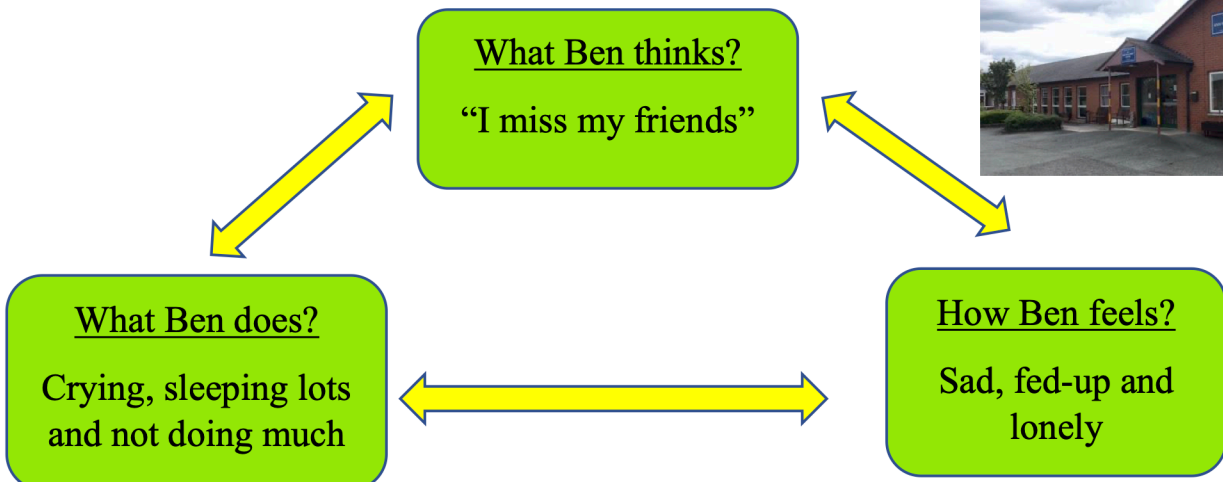 What Ben thinks?
“I miss my friends”
What Ben does?
Crying, sleeping lots
and not doing much
How Ben feels?
Sad, fed-up and
lonely